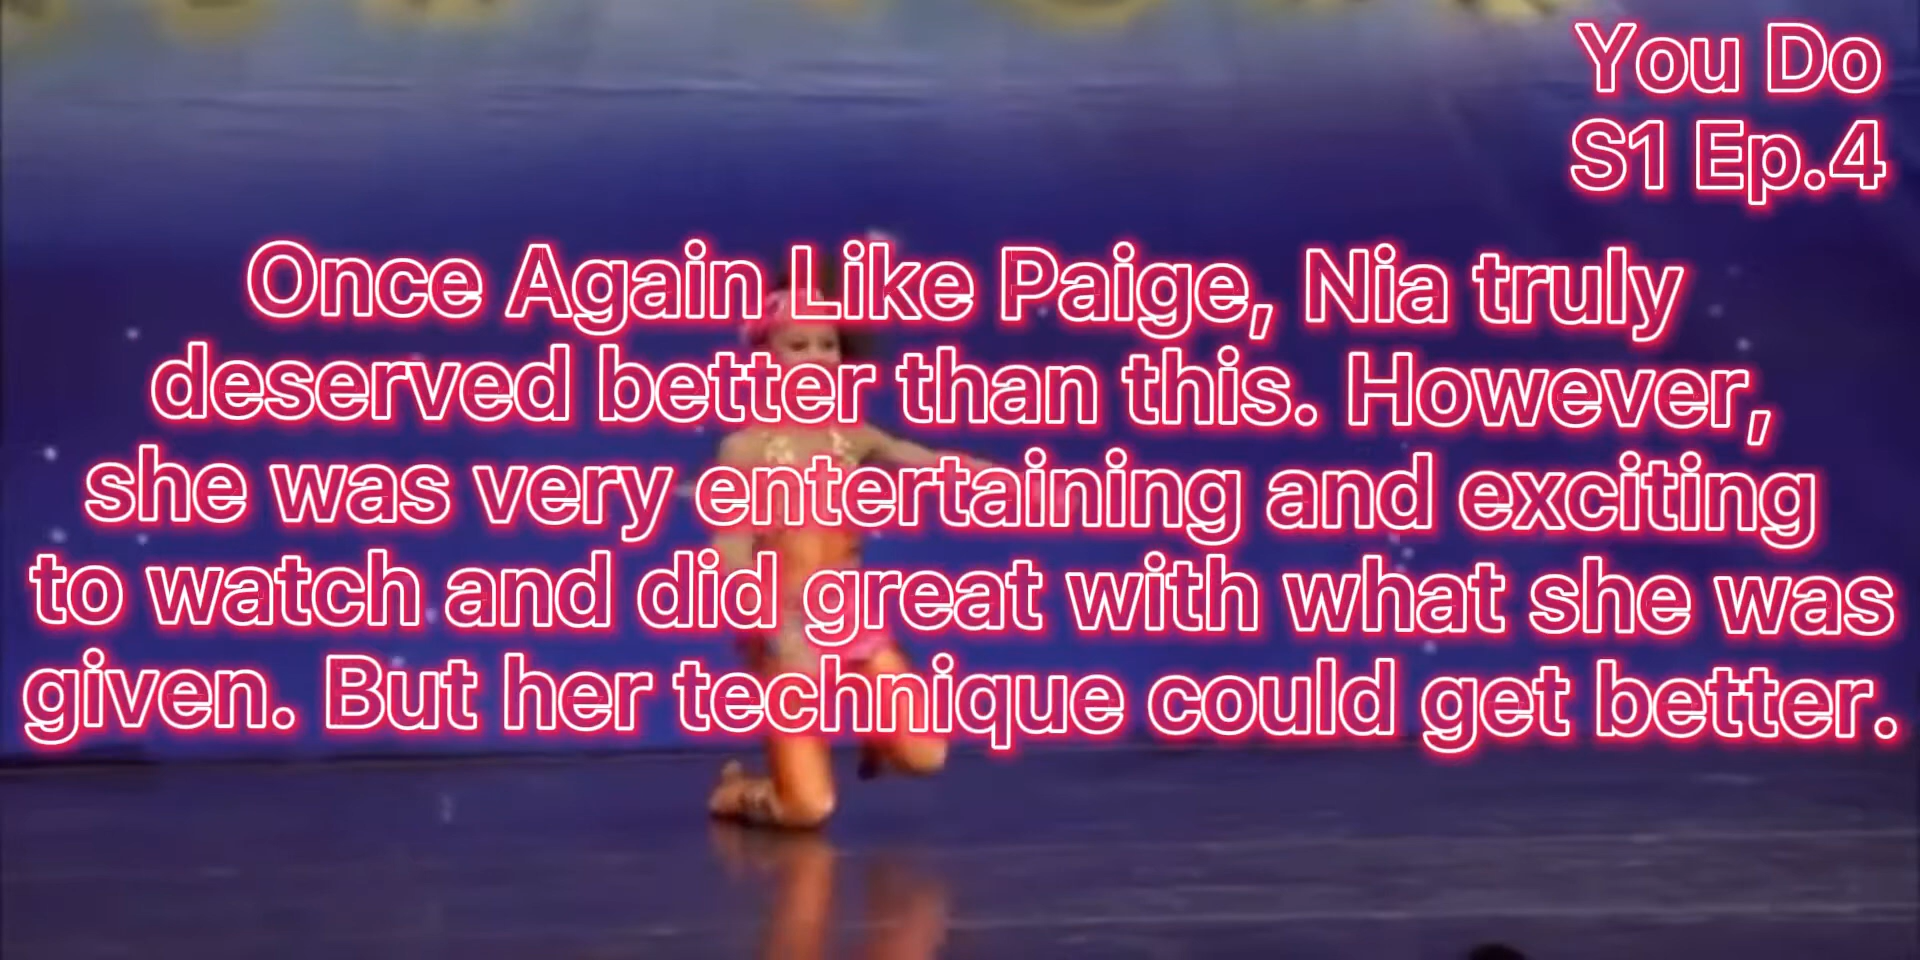 You Do
S1 Ep.4
Once Again Like Paige, Nia truly
deserved better than this. However,
she was very entertaining and exciting
to watch and did great with what she was
given. But her technique could get better.